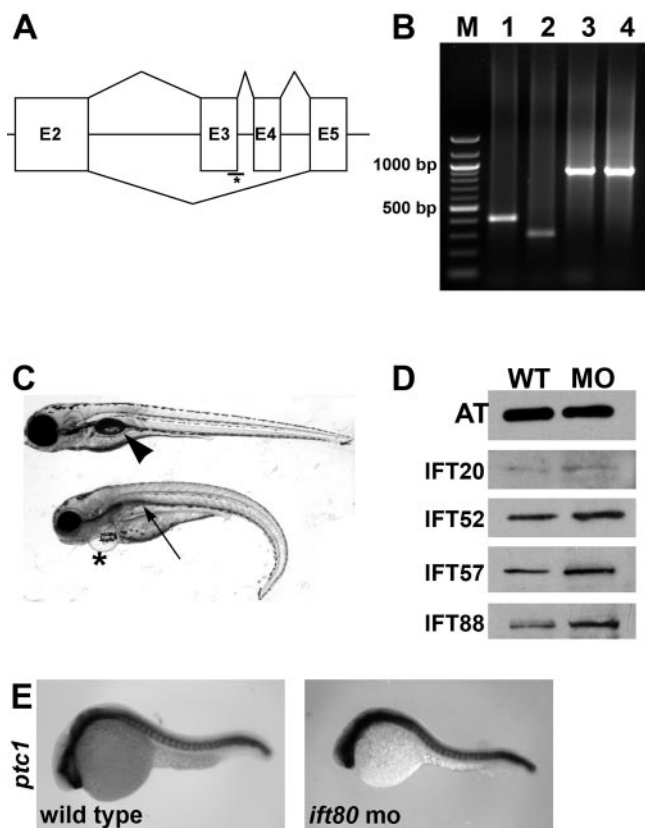 A
E2
E3
E4
E5
*
B
M 1 2 3 4
1000 bp
500 bp
C
*
D
WT MO
AT
IFT20
IFT52
IFT57
IFT88
E
ptc1
wild type
ift80 mo